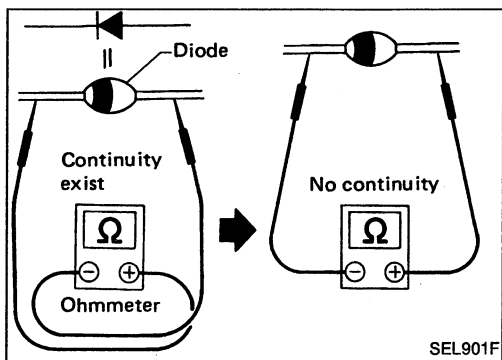 Diode
Continuity
exist
Ω
− +
Ohmmeter
No continuity
Ω
− +
SEL901F